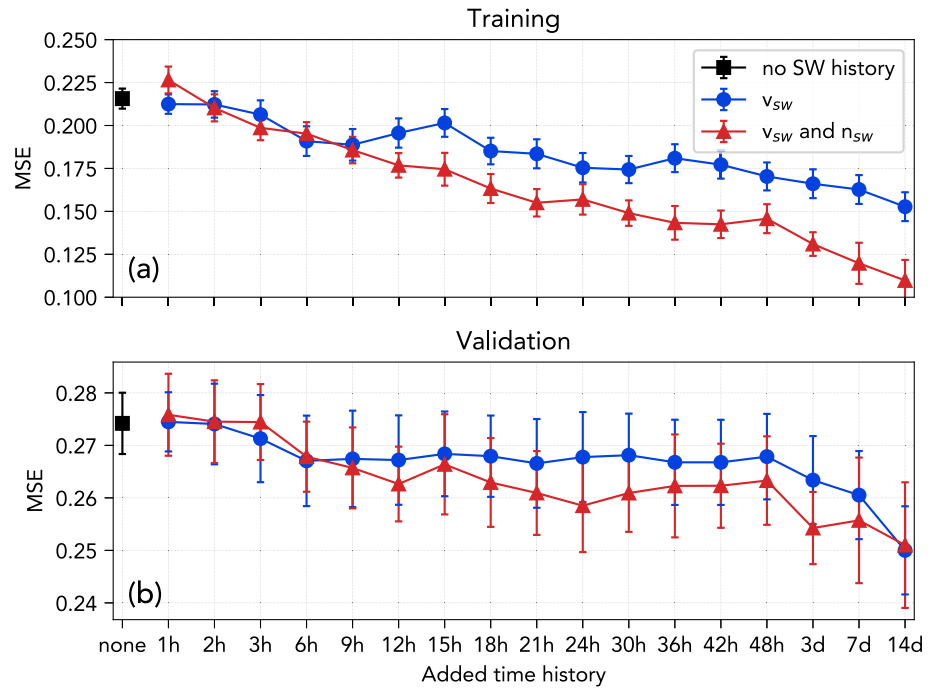 Training
0.250
0.225
0.200
0.175
0.150
0.125
0.100
MSE
no SW history
v_sw
v_sw and n_sw
(a)
Validation
0.28
0.27
0.26
0.25
0.24
MSE
(b)
none 1h 2h 3h 6h 9h 12h 15h 18h 21h 24h 30h 36h 42h 48h 3d 7d 14d
Added time history